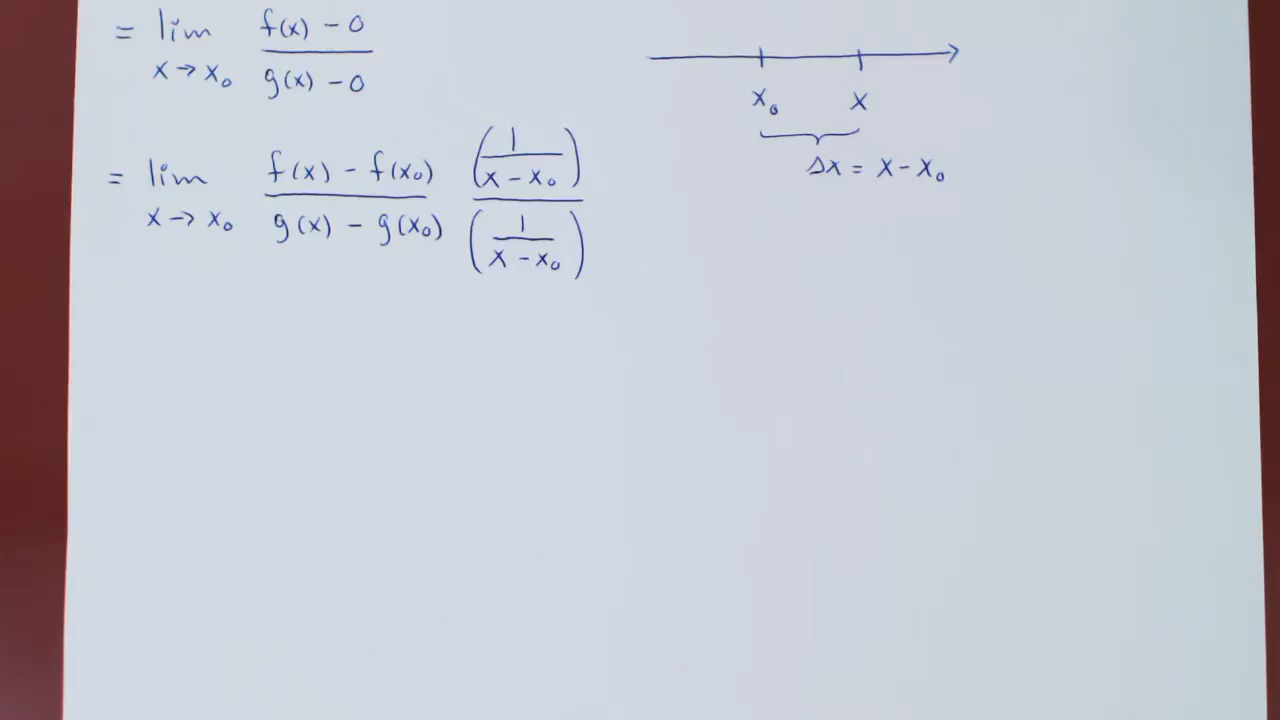 = lim f(x) − 0
x → x₀ g(x) − 0
x₀ x
Δx = x − x₀
= lim f(x) − f(x₀) (1 / x − x₀)
x → x₀ g(x) − g(x₀) (1 / x − x₀)